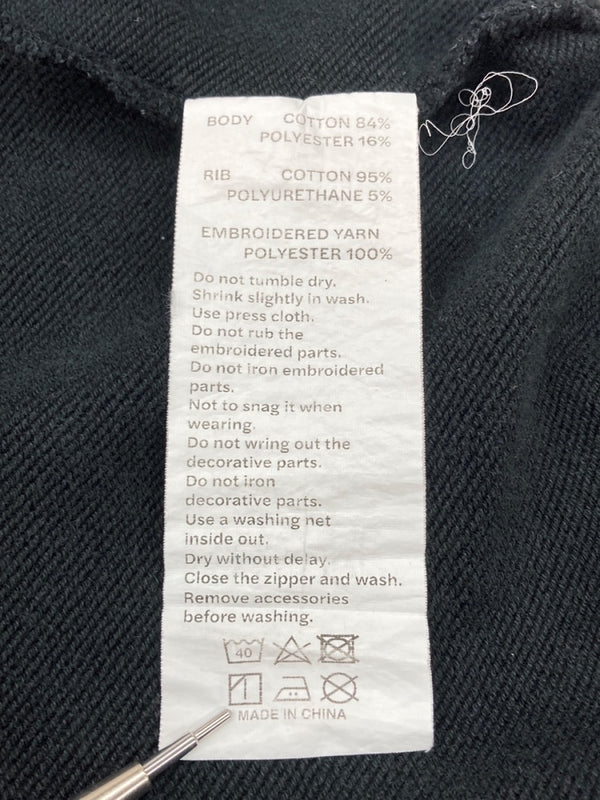 BODY COTTON 84%
POLYESTER 16%
RIB COTTON 95%
POLYURETHANE 5%
EMBROIDERED YARN
POLYESTER 100%
Do not tumble dry.
Shrink slightly in wash.
Use press cloth.
Do not rub the
embroidered parts.
Do not iron embroidered
parts.
Not to snag it when
wearing.
Do not wring out the
decorative parts.
Do not iron
decorative parts.
Use a washing net
inside out.
Dry without delay.
Close the zipper and wash.
Remove accessories
before washing.
40
MADE IN CHINA